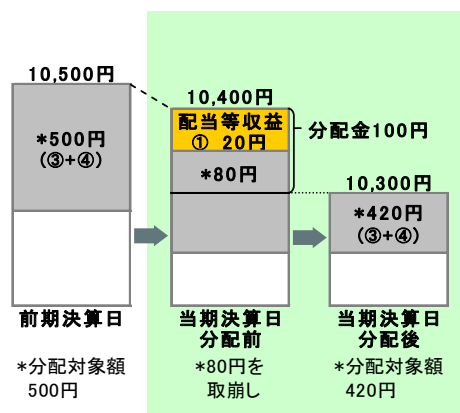 10,500円
*500円
(③+④)
前期決算日
*分配対象額
500円
10,400円
配当等収益
① 20円
*80円
分配金100円
当期決算日
分配前
*80円を
取崩し
10,300円
*420円
(③+④)
当期決算日
分配後
*分配対象額
420円